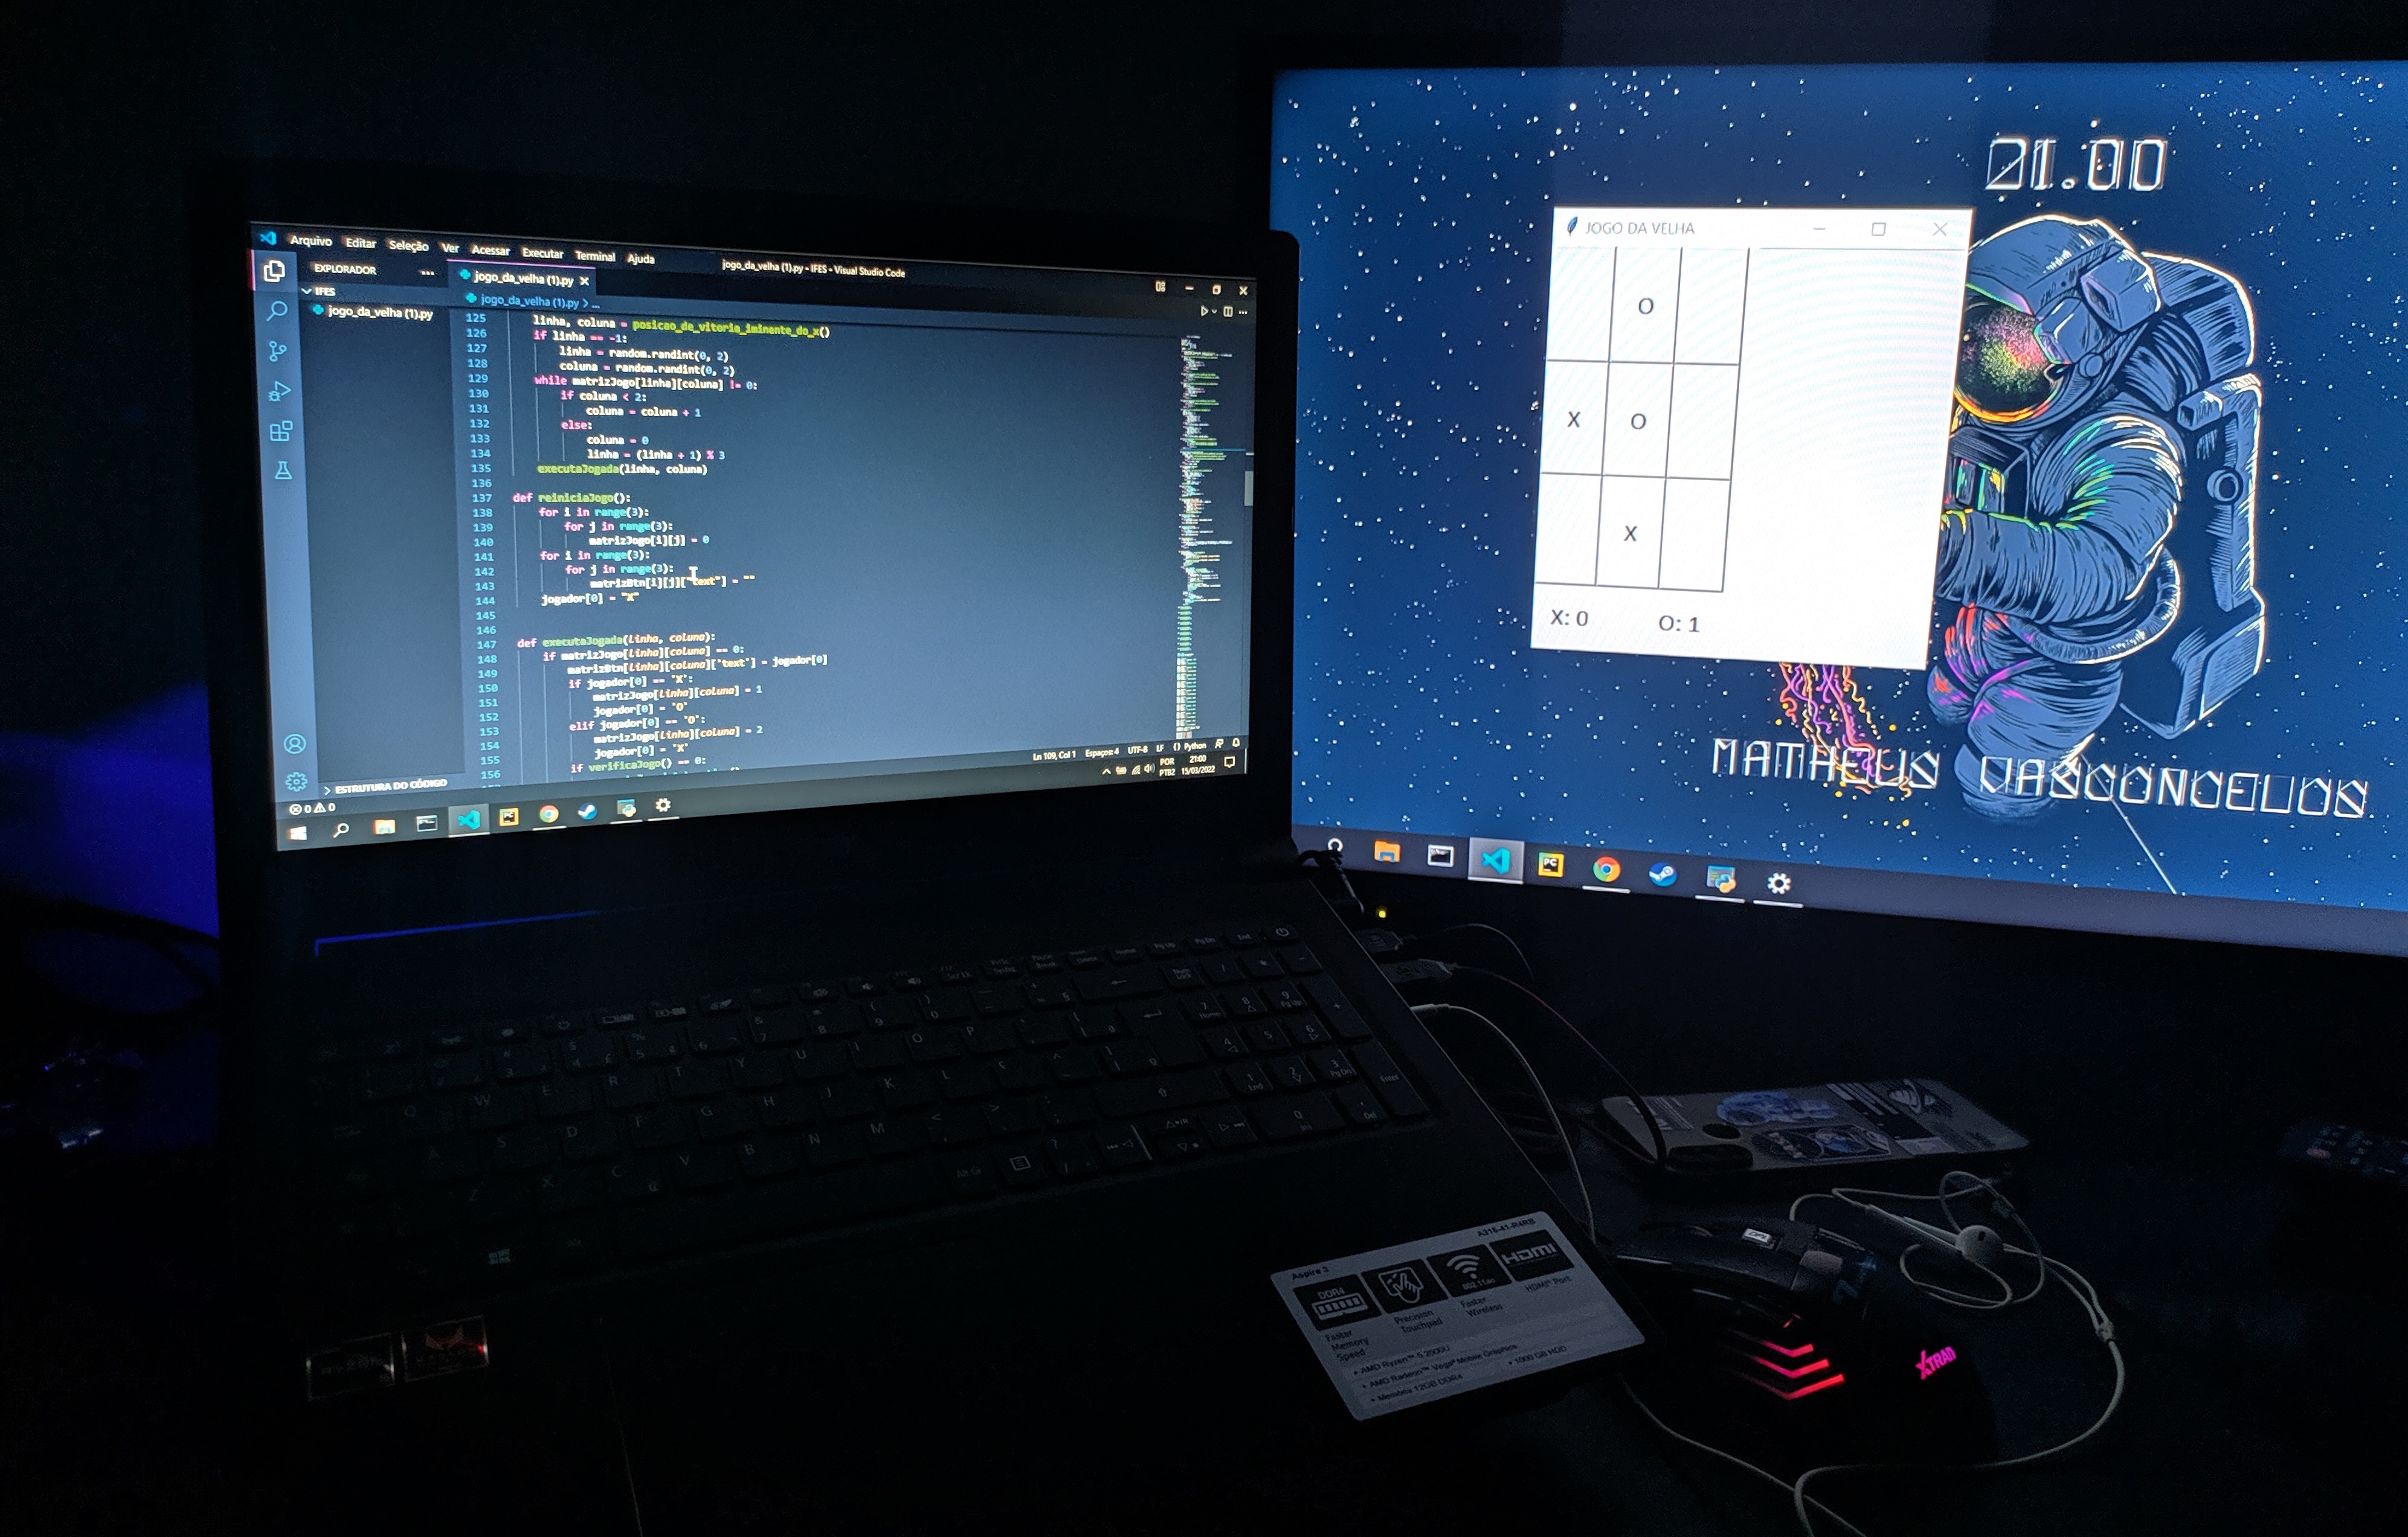 Arquivo Editar Seleção Ver Acessar Executar Terminal Ajuda
jogo_da_velha (1).py - IFES - Visual Studio Code
EXPLORADOR
jogo_da_velha (1).py
IFES
jogo_da_velha (1).py > ...
jogo_da_velha (1).py
125 linha, coluna = posicao_de_vitoria_iminente_do_x()
126 if linha == -1:
127 linha = random.randint(0, 2)
128 coluna = random.randint(0, 2)
129 while matrizJogo[linha][coluna] != 0:
130 if coluna < 2:
131 coluna = coluna + 1
132 else:
133 coluna = 0
134 linha = (linha + 1) % 3
135 executaJogada(linha, coluna)
136
137 def reiniciaJogo():
138 for i in range(3):
139 for j in range(3):
140 matrizJogo[i][j] = 0
141 for i in range(3):
142 for j in range(3):
143 matrizBtn[i][j]["text"] = ""
144 jogador[0] = "X"
145
146
147 def executaJogada(linha, coluna):
148 if matrizJogo[linha][coluna] == 0:
149 matrizBtn[linha][coluna]['text'] = jogador[0]
150 if jogador[0] == 'X':
151 matrizJogo[linha][coluna] = 1
152 jogador[0] = 'O'
153 elif jogador[0] == 'O':
154 matrizJogo[linha][coluna] = 2
155 jogador[0] = 'X'
156 if verificaJogo() == 0:
ESTRUTURA DO CÓDIGO
0 0
Ln 109, Col 1 Espaços: 4 UTF-8 LF Python
POR
PTB2
21:00
15/03/2022
21.00
JOGO DA VELHA
O
X O
X
X: 0 O: 1
MATHEUS VASCONCELOS
PC
Aspire 3
A315-41-R4RB
DDR4
HDMI
802.11ac
Faster Memory Speed
Precision Touchpad
Faster Wireless
HDMI® Port
• AMD Ryzen™ 5 2500U
• AMD Radeon™ Vega® Mobile Graphics
• Memória 12GB DDR4
• 1000 GB HDD
XTRAD